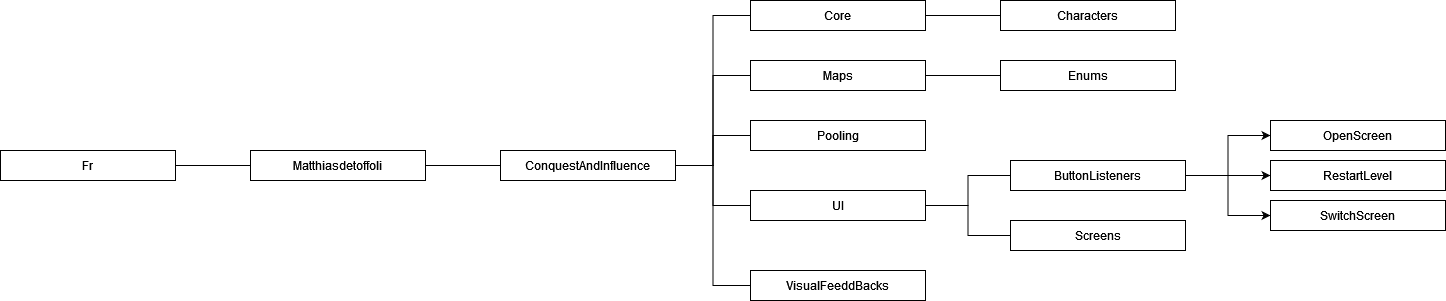 Fr
Matthiasdetoffoli
ConquestAndInfluence
Core
Characters
Maps
Enums
Pooling
UI
ButtonListeners
OpenScreen
RestartLevel
SwitchScreen
Screens
VisualFeeddBacks